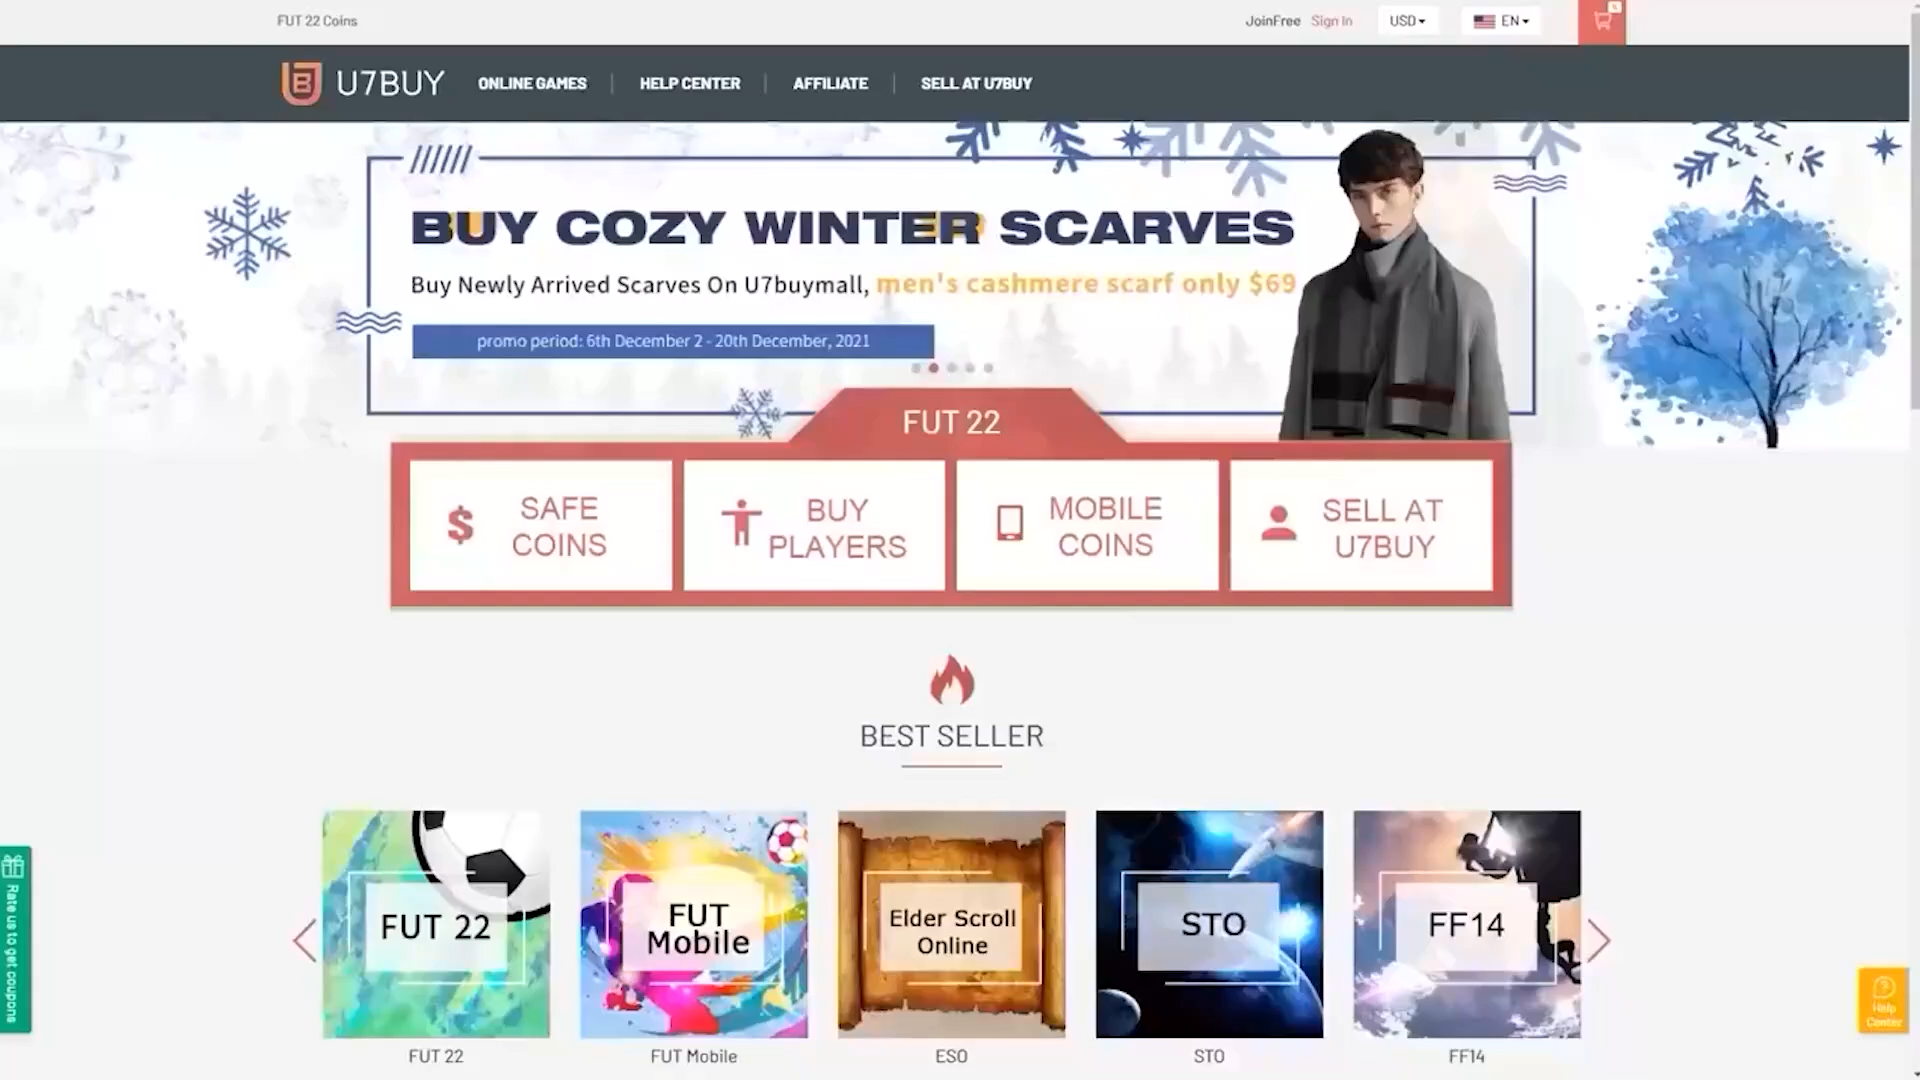 FUT 22 Coins
JoinFree Sign In USD EN
U7BUY ONLINE GAMES HELP CENTER AFFILIATE SELL AT U7BUY
BUY COZY WINTER SCARVES
Buy Newly Arrived Scarves On U7buymall, men's cashmere scarf only $69
promo period: 6th December 2 - 20th December, 2021
FUT 22
SAFE
COINS
BUY
PLAYERS
MOBILE
COINS
SELL AT
U7BUY
BEST SELLER
FUT 22
FUT
Mobile
Elder Scroll
Online
STO
FF14
FUT 22
FUT Mobile
ESO
STO
FF14
Rate us to get coupons
Help
Center